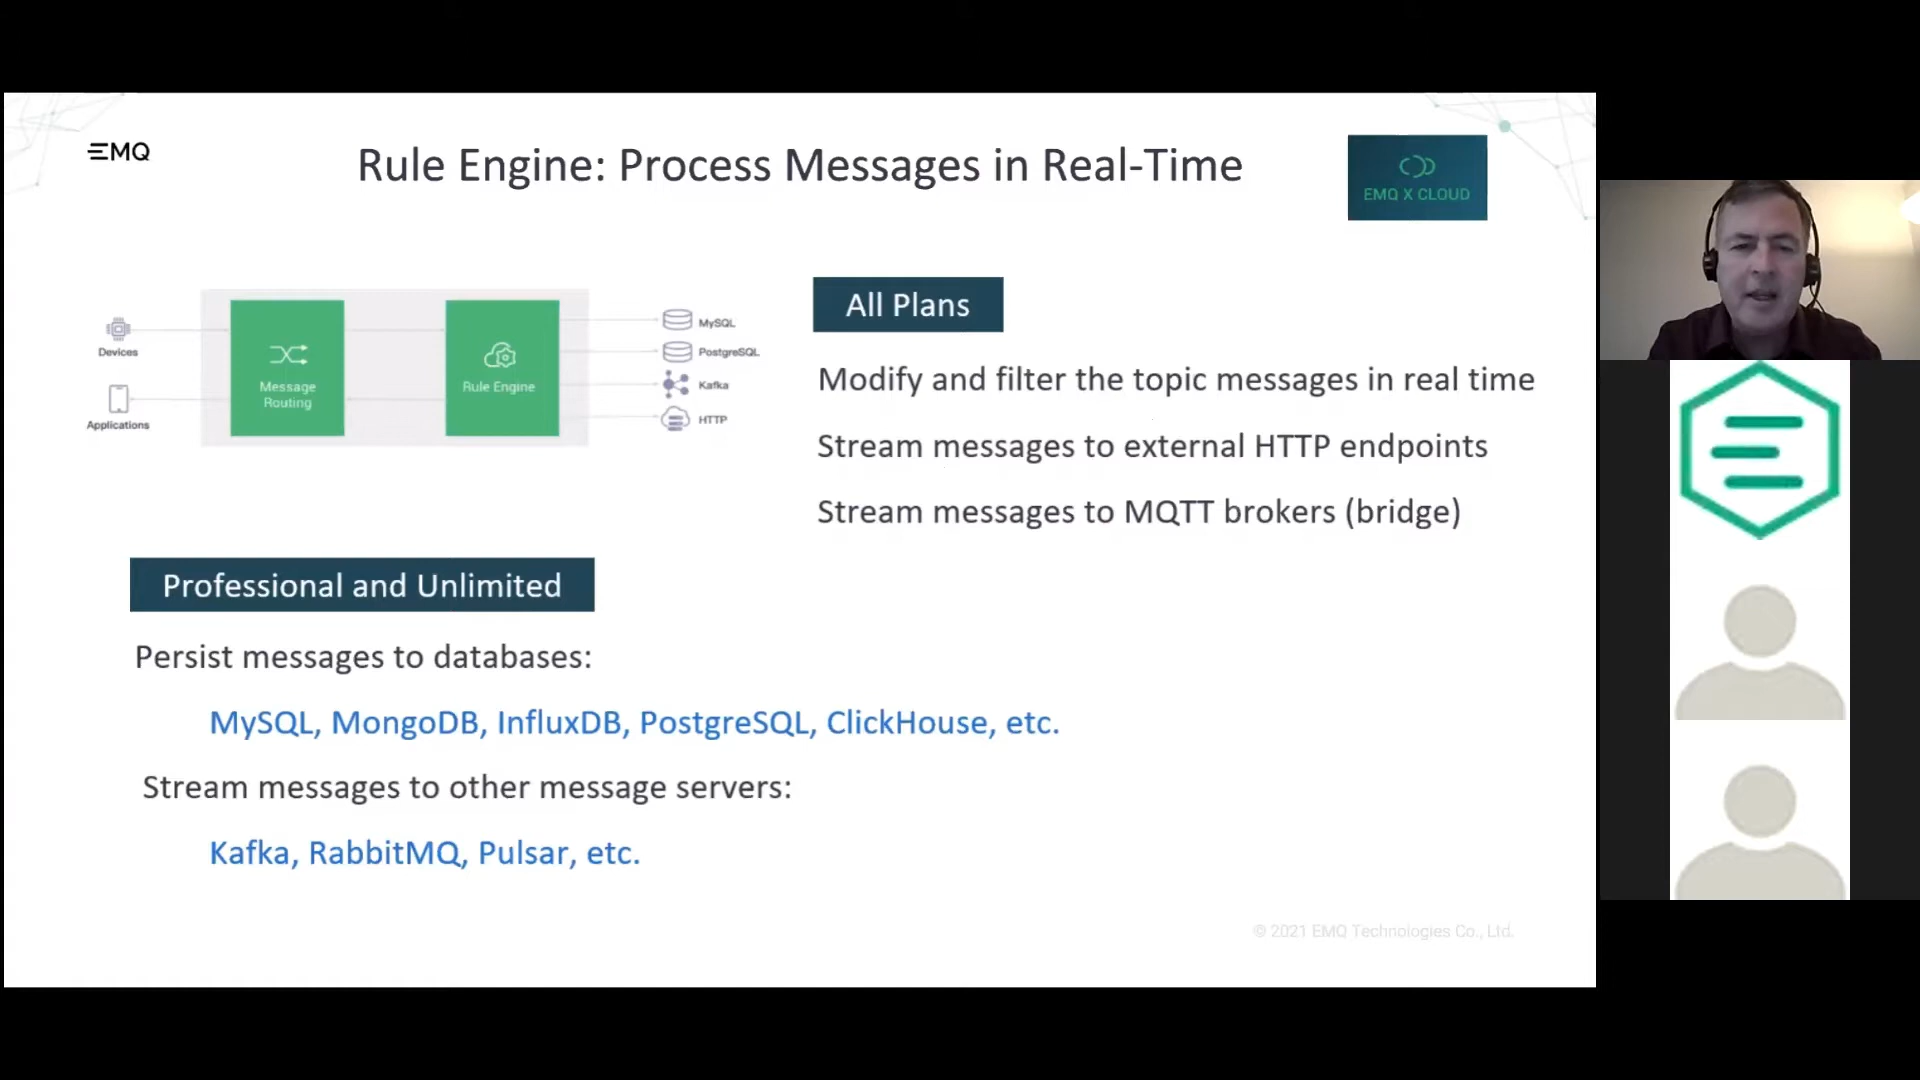 EMQ
Rule Engine: Process Messages in Real-Time
EMQ X CLOUD
Devices
Applications
Message
Routing
Rule Engine
MySQL
PostgreSQL
Kafka
HTTP
All Plans
Modify and filter the topic messages in real time
Stream messages to external HTTP endpoints
Stream messages to MQTT brokers (bridge)
Professional and Unlimited
Persist messages to databases:
MySQL, MongoDB, InfluxDB, PostgreSQL, ClickHouse, etc.
Stream messages to other message servers:
Kafka, RabbitMQ, Pulsar, etc.
© 2021 EMQ Technologies Co., Ltd.